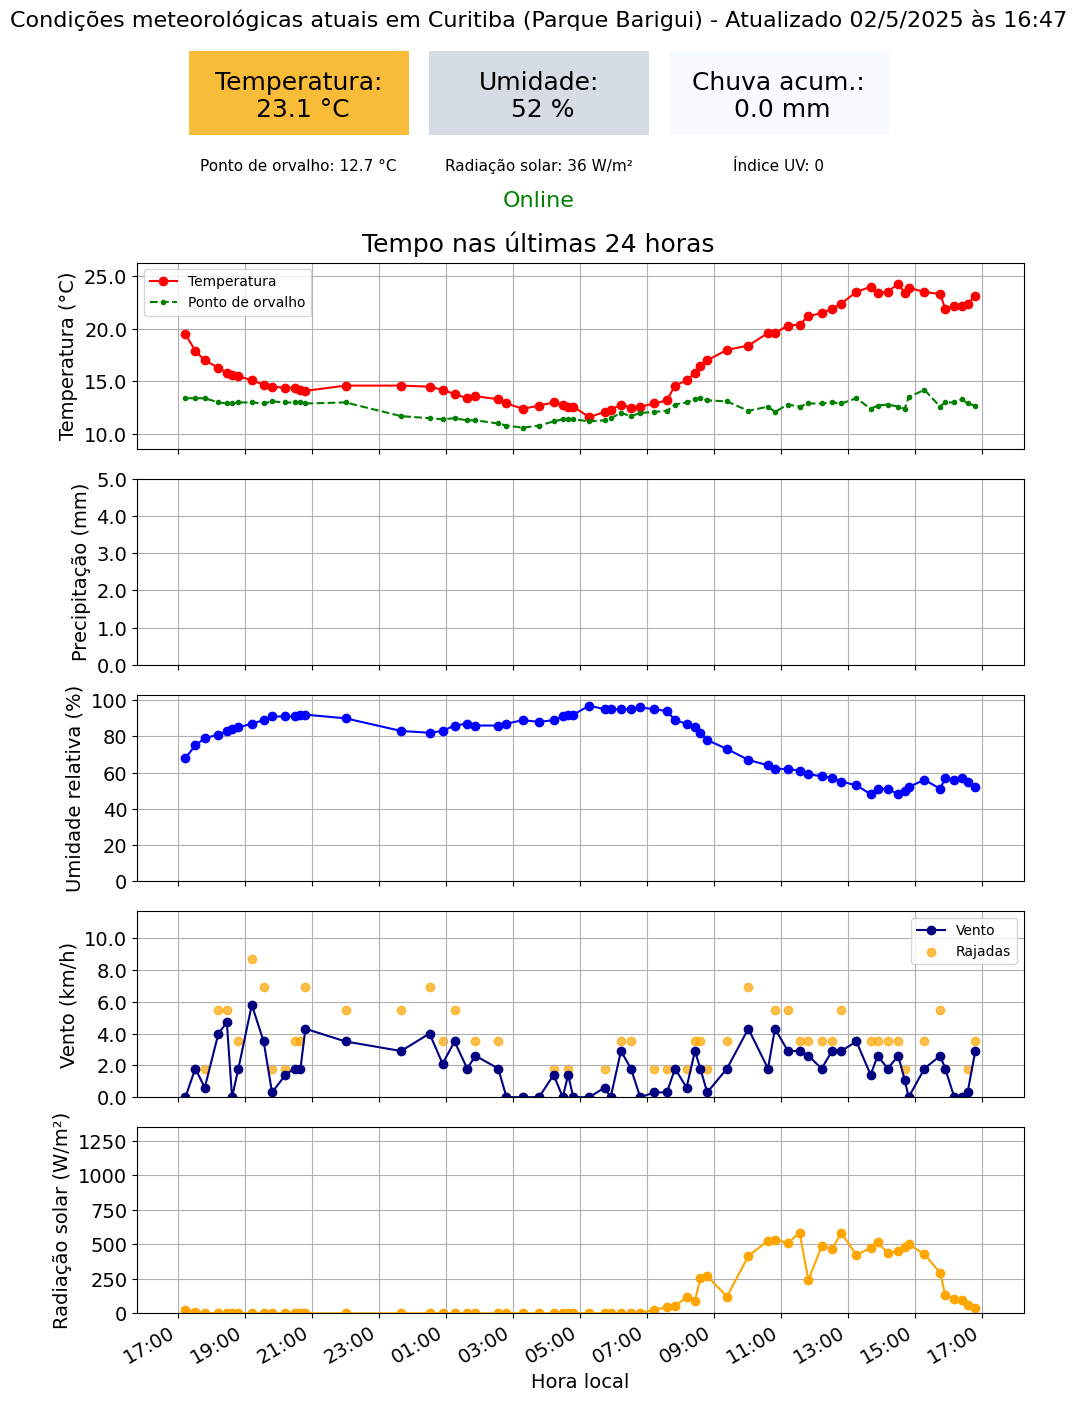 Condições meteorológicas atuais em Curitiba (Parque Barigui) - Atualizado 02/5/2025 às 16:47
Temperatura:
23.1 °C
Umidade:
52 %
Chuva acum.:
0.0 mm
Ponto de orvalho: 12.7 °C
Radiação solar: 36 W/m²
Índice UV: 0
Online
Tempo nas últimas 24 horas
Temperatura (°C)
25.0
20.0
15.0
10.0
Temperatura
Ponto de orvalho
Precipitação (mm)
5.0
4.0
3.0
2.0
1.0
0.0
Umidade relativa (%)
100
80
60
40
20
0
Vento (km/h)
10.0
8.0
6.0
4.0
2.0
0.0
Vento
Rajadas
Radiação solar (W/m²)
1250
1000
750
500
250
0
17:00
19:00
21:00
23:00
01:00
03:00
05:00
07:00
09:00
11:00
13:00
15:00
17:00
Hora local